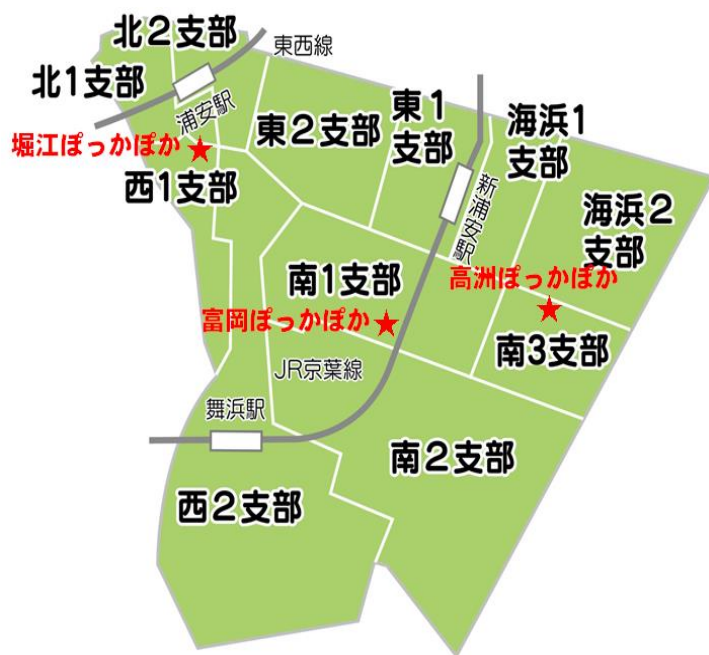 北２支部
東西線
北１支部
浦安駅
堀江ぽっかぽか
西１支部
東２支部
東１
支部
海浜１
支部
新浦安駅
海浜２
支部
南１支部
高洲ぽっかぽか
富岡ぽっかぽか
南３支部
JR京葉線
舞浜駅
南２支部
西２支部